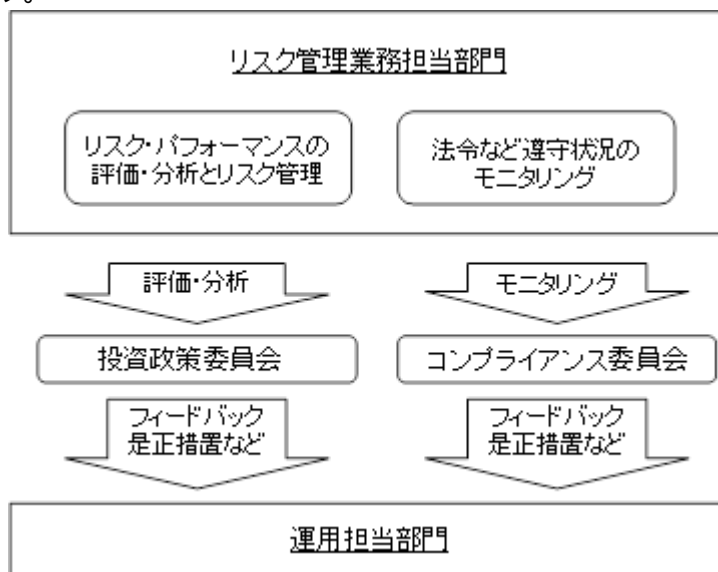 す。
リスク管理業務担当部門
リスク・パフォーマンスの
評価・分析とリスク管理
法令など遵守状況の
モニタリング
評価・分析
モニタリング
投資政策委員会
コンプライアンス委員会
フィードバック
是正措置など
フィードバック
是正措置など
運用担当部門